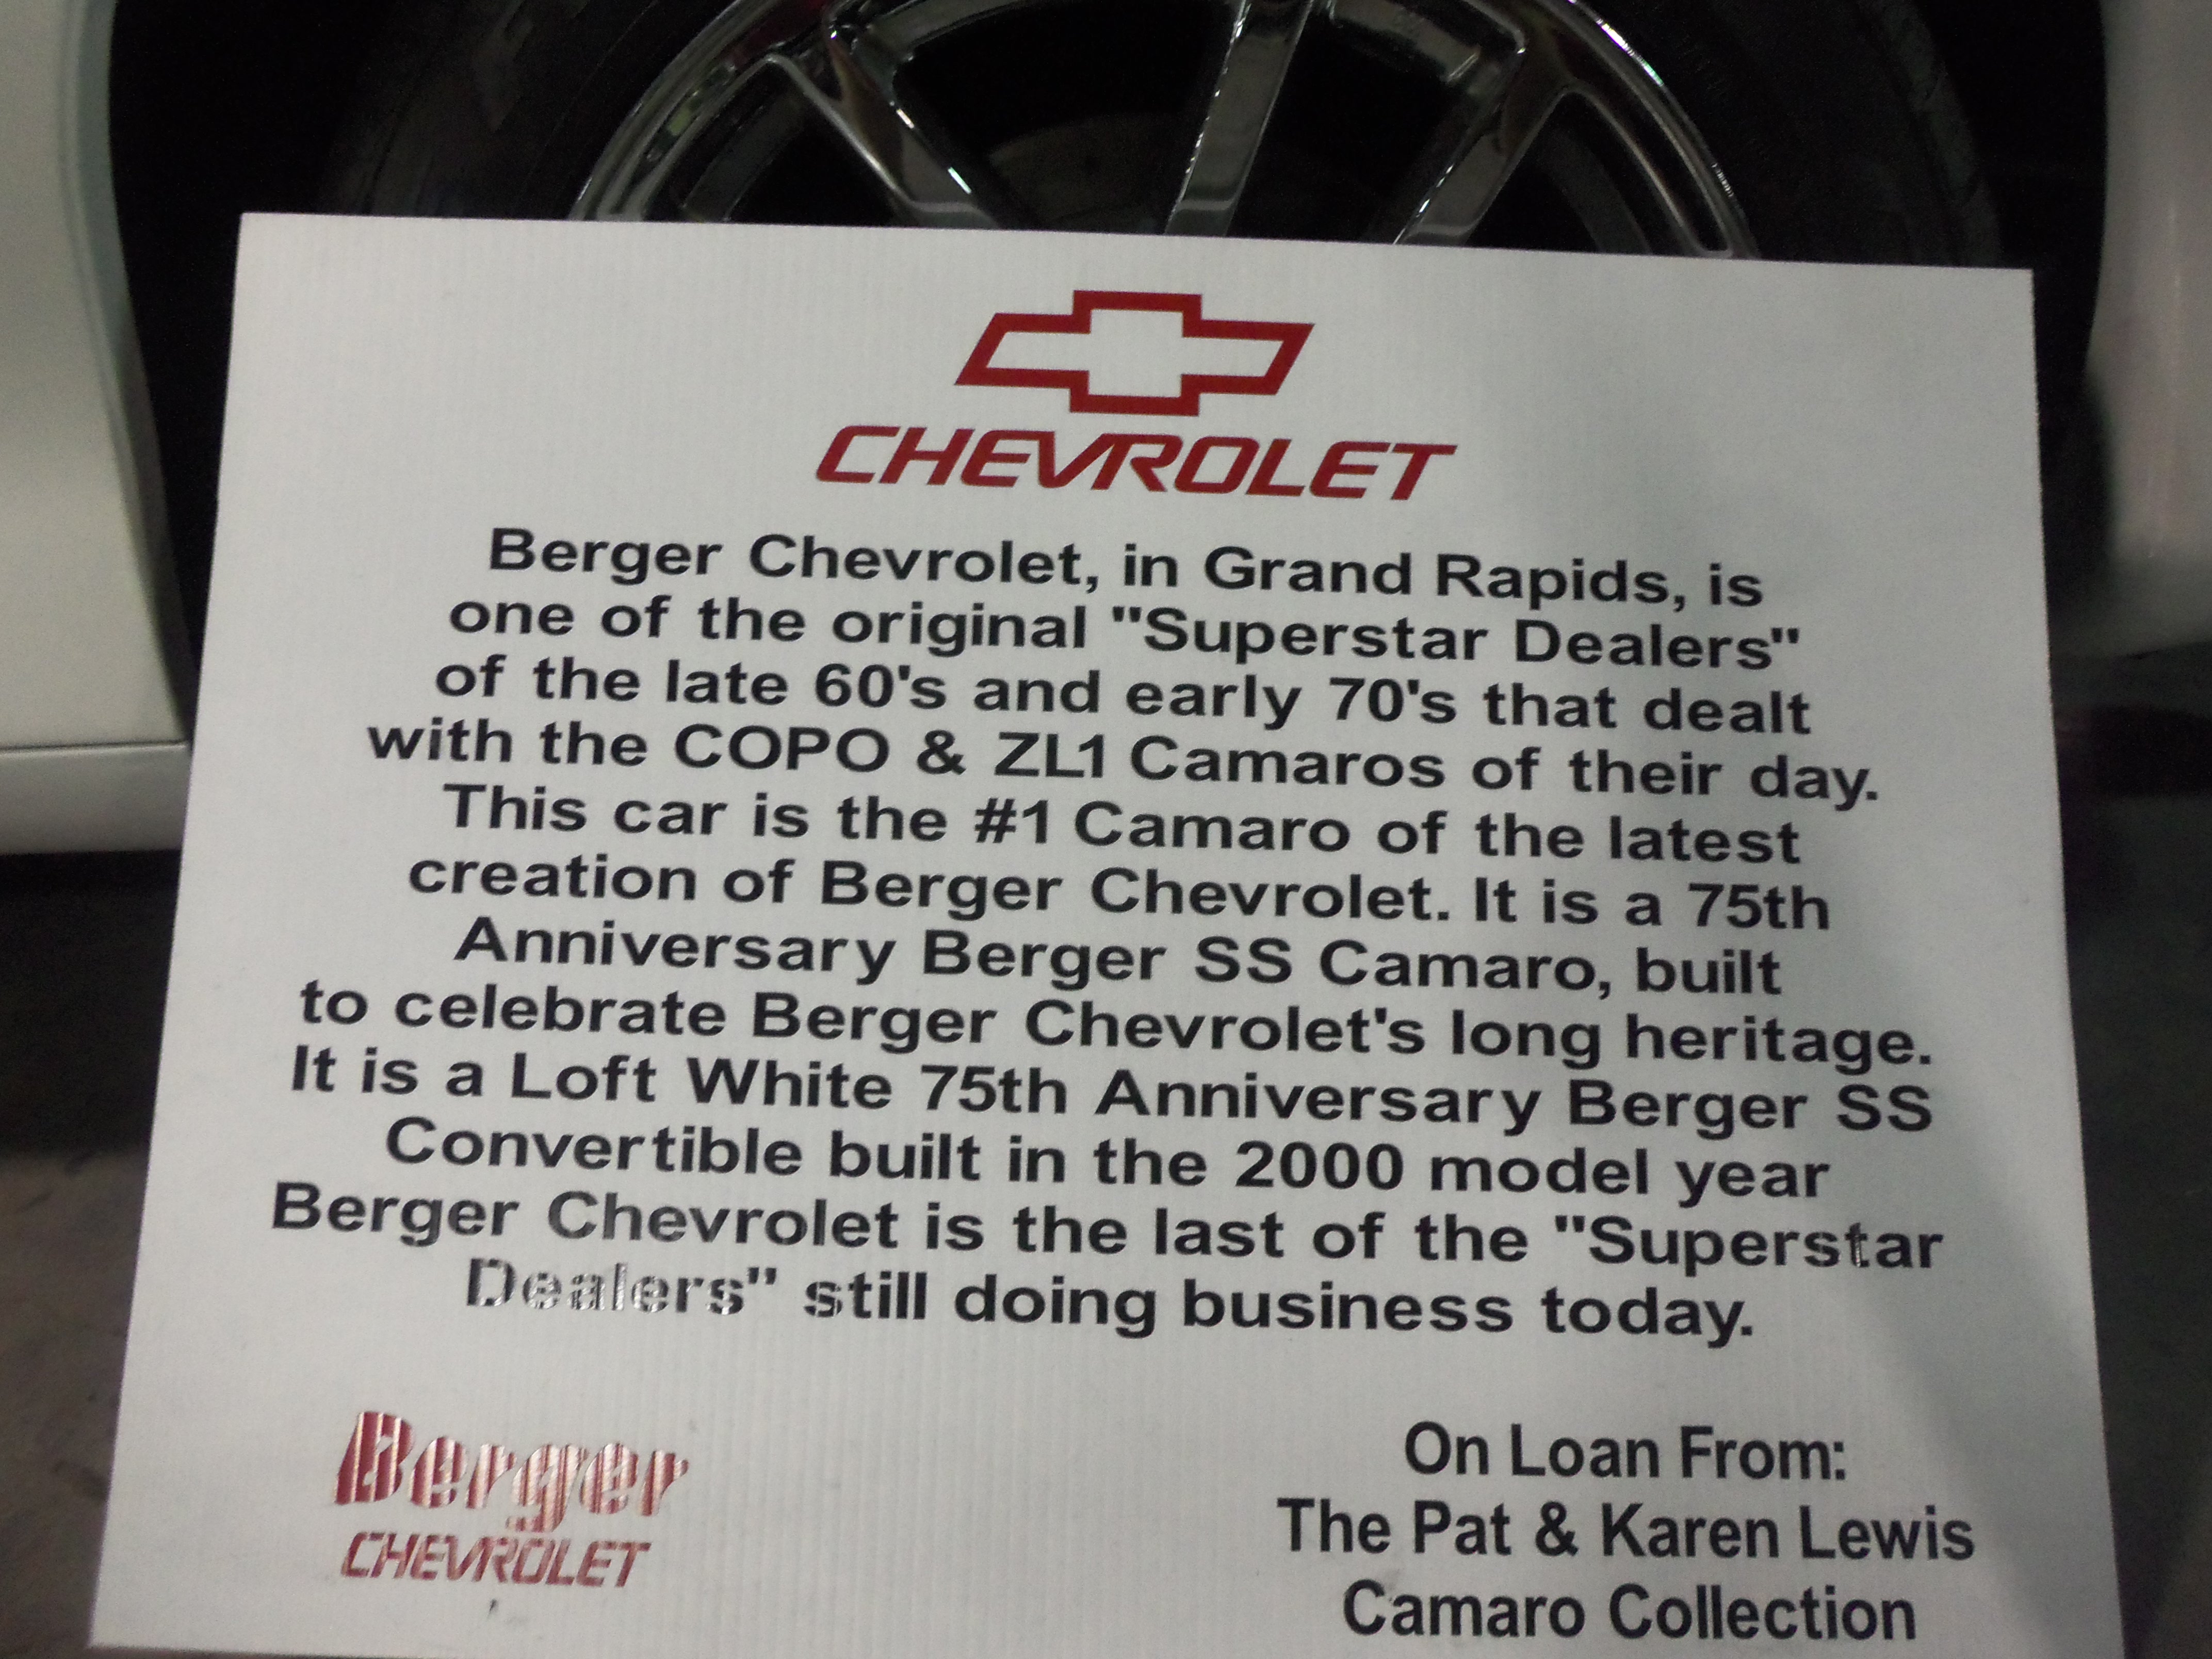 CHEVROLET
Berger Chevrolet, in Grand Rapids, is
one of the original "Superstar Dealers"
of the late 60's and early 70's that dealt
with the COPO & ZL1 Camaros of their day.
This car is the #1 Camaro of the latest
creation of Berger Chevrolet. It is a 75th
Anniversary Berger SS Camaro, built
to celebrate Berger Chevrolet's long heritage.
It is a Loft White 75th Anniversary Berger SS
Convertible built in the 2000 model year
Berger Chevrolet is the last of the "Superstar
Dealers" still doing business today.
Berger
CHEVROLET
On Loan From:
The Pat & Karen Lewis
Camaro Collection